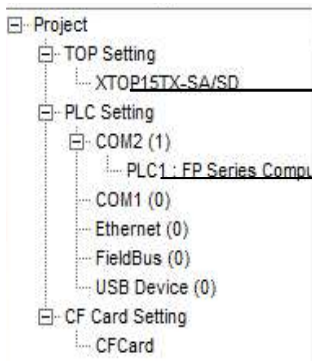 Project
TOP Setting
XTOP15TX-SA/SD
PLC Setting
COM2 (1)
PLC1 : FP Series Compu
COM1 (0)
Ethernet (0)
FieldBus (0)
USB Device (0)
CF Card Setting
CFCard